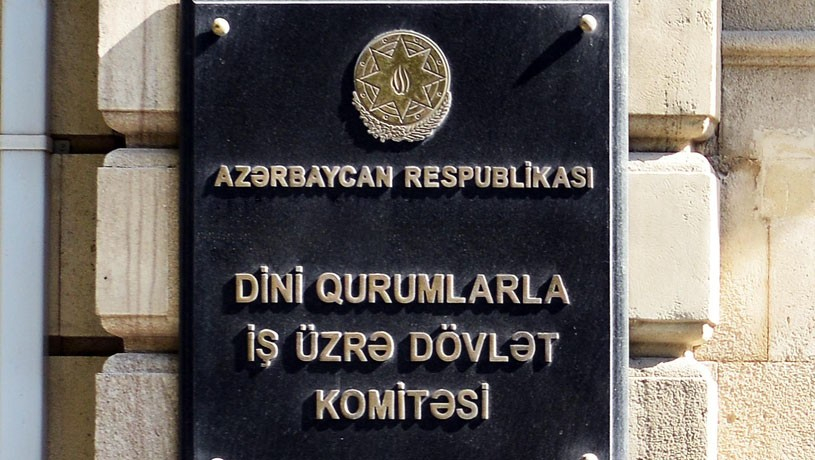 AZƏRBAYCAN RESPUBLİKASI
DİNİ QURUMLARLA
İŞ ÜZRƏ DÖVLƏT
KOMİTƏSİ